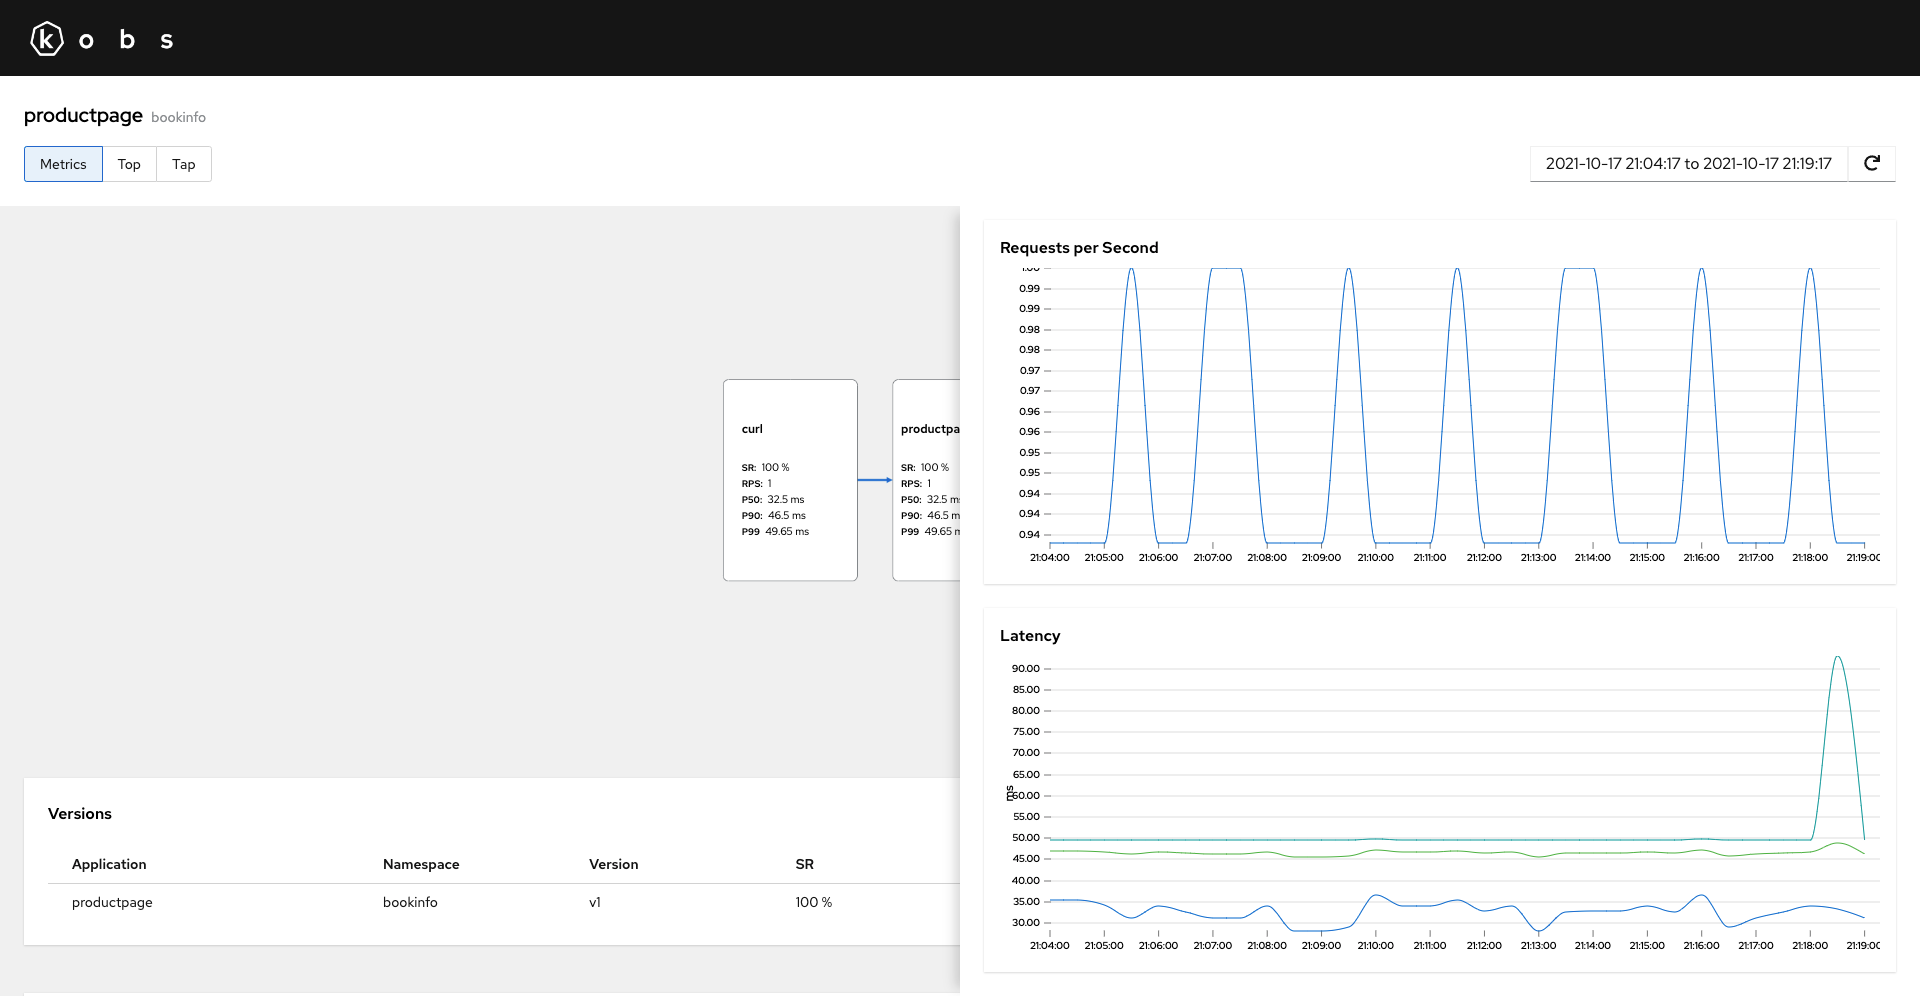 k o b s
productpage bookinfo
Metrics Top Tap
2021-10-17 21:04:17 to 2021-10-17 21:19:17
curl
SR: 100 %
RPS: 1
P50: 32.5 ms
P90: 46.5 ms
P99 49.65 ms
productpa
SR: 100 %
RPS: 1
P50: 32.5 m
P90: 46.5 m
P99 49.65 m
Versions
Application Namespace Version SR
productpage bookinfo v1 100 %
Requests per Second
1.00
0.99
0.99
0.98
0.98
0.97
0.97
0.96
0.96
0.95
0.95
0.94
0.94
0.94
21:04:00 21:05:00 21:06:00 21:07:00 21:08:00 21:09:00 21:10:00 21:11:00 21:12:00 21:13:00 21:14:00 21:15:00 21:16:00 21:17:00 21:18:00 21:19:00
Latency
90.00
85.00
80.00
75.00
70.00
65.00
60.00
55.00
50.00
45.00
40.00
35.00
30.00
ms
21:04:00 21:05:00 21:06:00 21:07:00 21:08:00 21:09:00 21:10:00 21:11:00 21:12:00 21:13:00 21:14:00 21:15:00 21:16:00 21:17:00 21:18:00 21:19:00